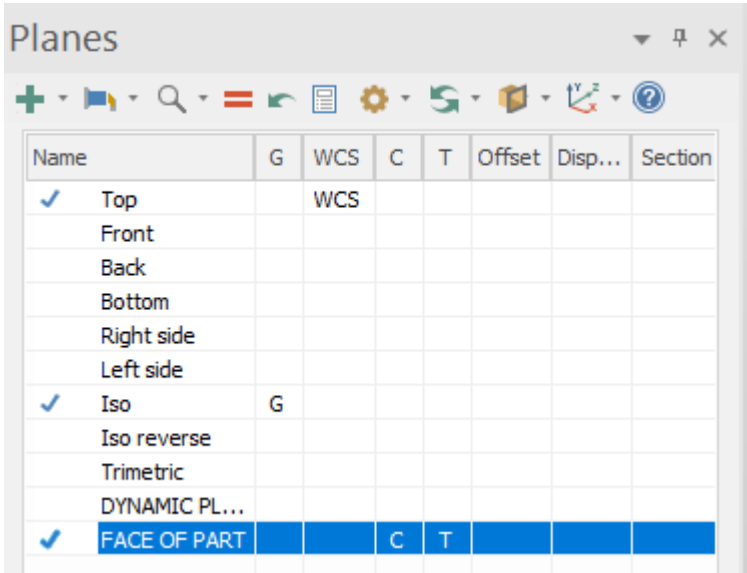 Planes
Name G WCS C T Offset Disp... Section
Top WCS
Front
Back
Bottom
Right side
Left side
Iso G
Iso reverse
Trimetric
DYNAMIC PL...
FACE OF PART C T